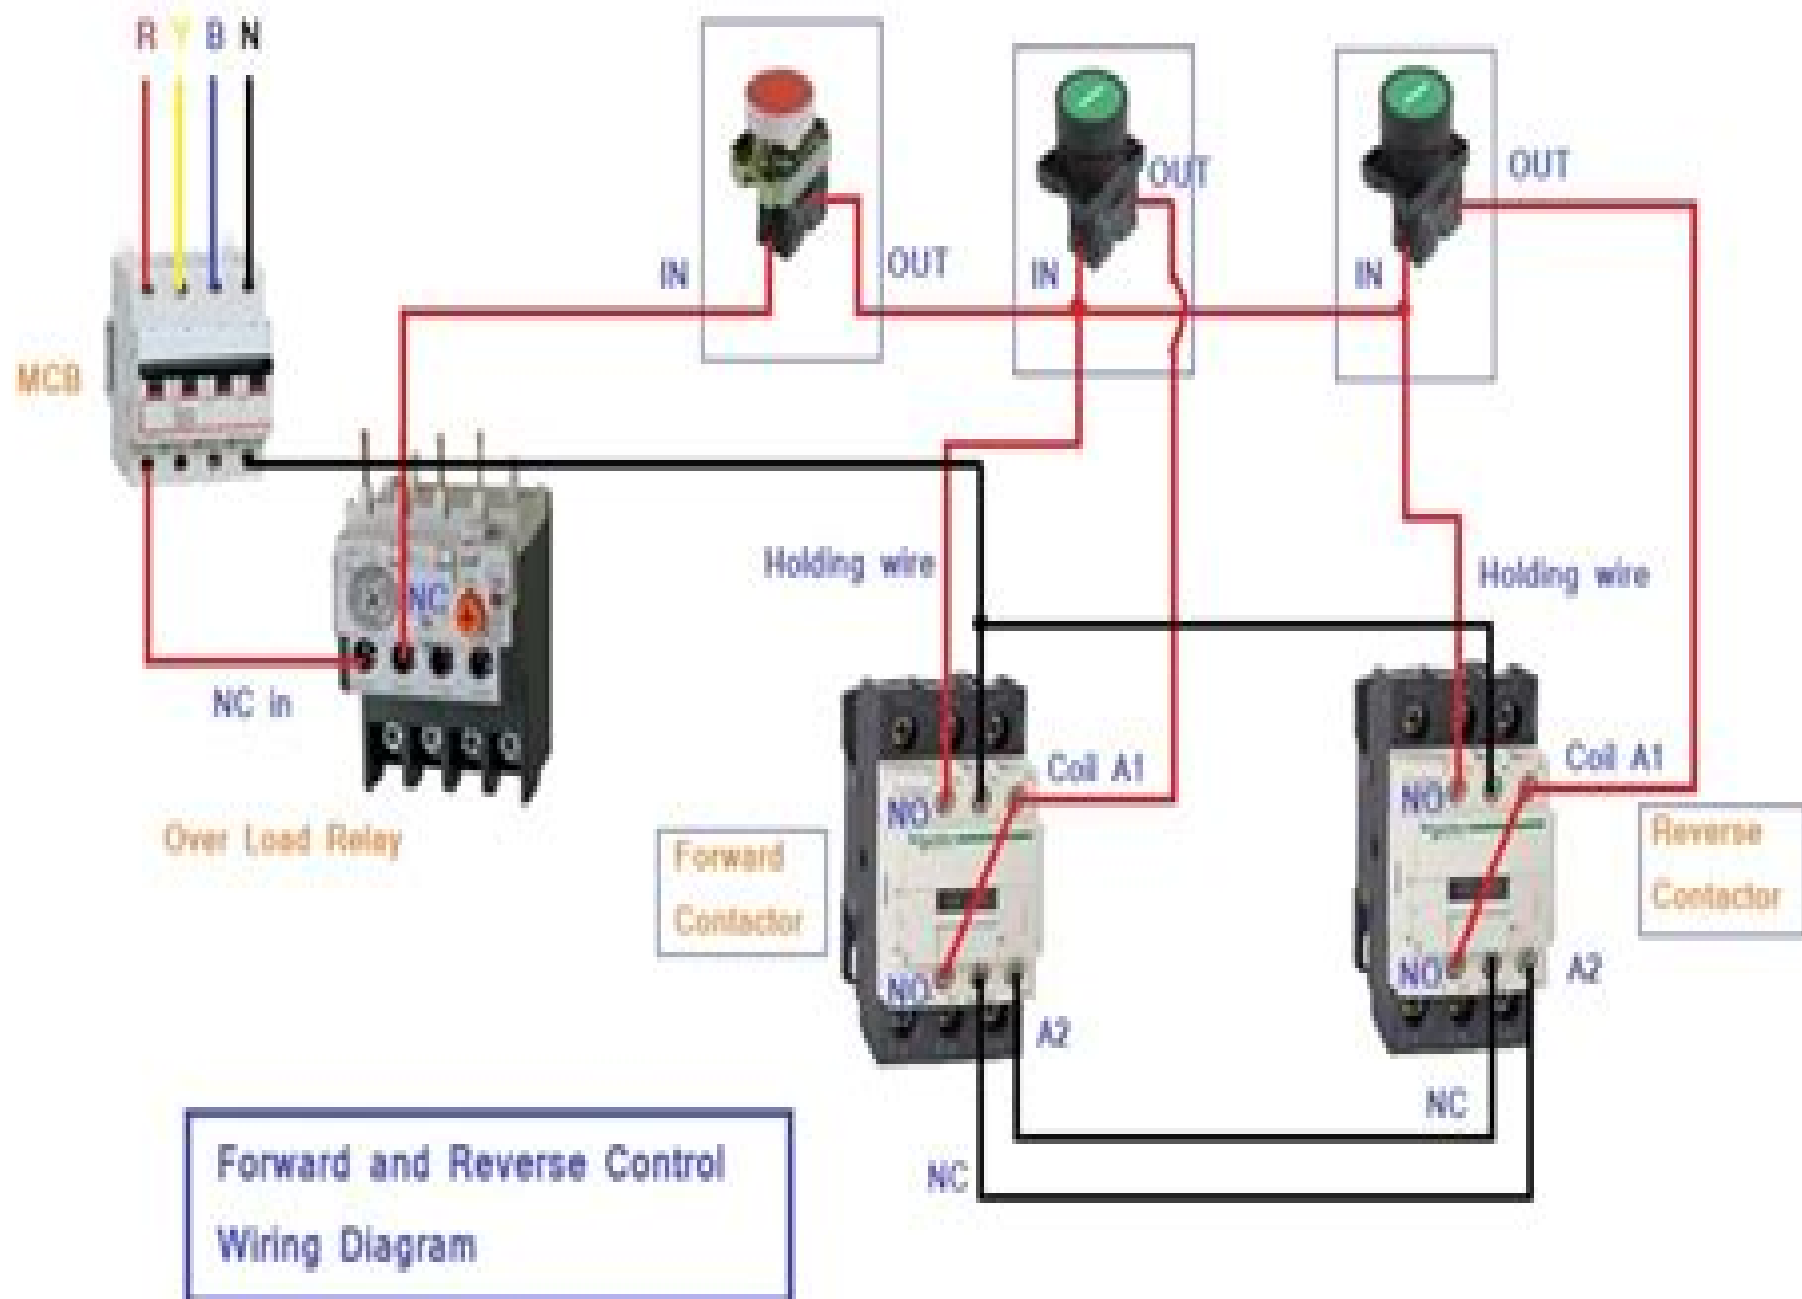 R Y B N
OUT
OUT
IN
OUT
IN
IN
MCB
Holding wire
Holding wire
NC
NC in
Coil A1
Coil A1
NO
NO
Over Load Relay
Forward
Contactor
Reverse
Contactor
NO
NO
A2
A2
NC
NC
Forward and Reverse Control
Wiring Diagram